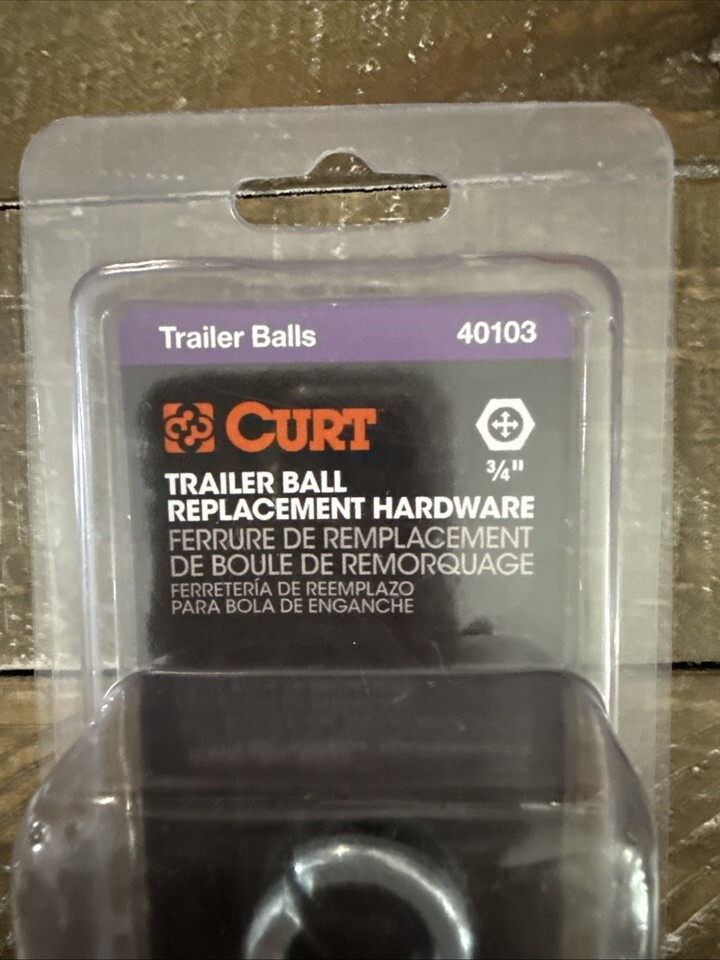 Trailer Balls 40103
CURT
3/4"
TRAILER BALL
REPLACEMENT HARDWARE
FERRURE DE REMPLACEMENT
DE BOULE DE REMORQUAGE
FERRETERÍA DE REEMPLAZO
PARA BOLA DE ENGANCHE